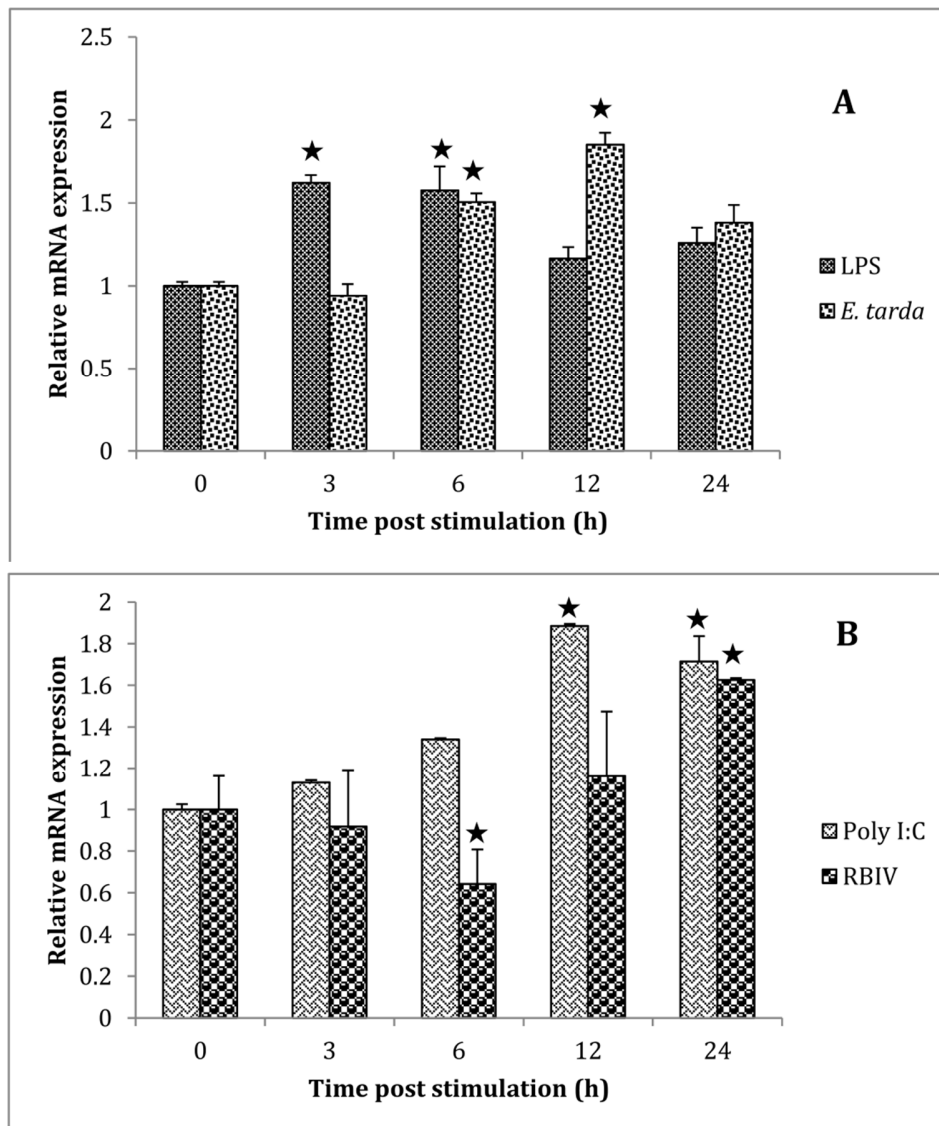 2.5
A
2
1.5
1
0.5
0
Relative mRNA expression
LPS
E. tarda
0 3 6 12 24
Time post stimulation (h)
2
B
1.8
1.6
1.4
1.2
1
0.8
0.6
0.4
0.2
0
Relative mRNA expression
Poly I:C
RBIV
0 3 6 12 24
Time post stimulation (h)